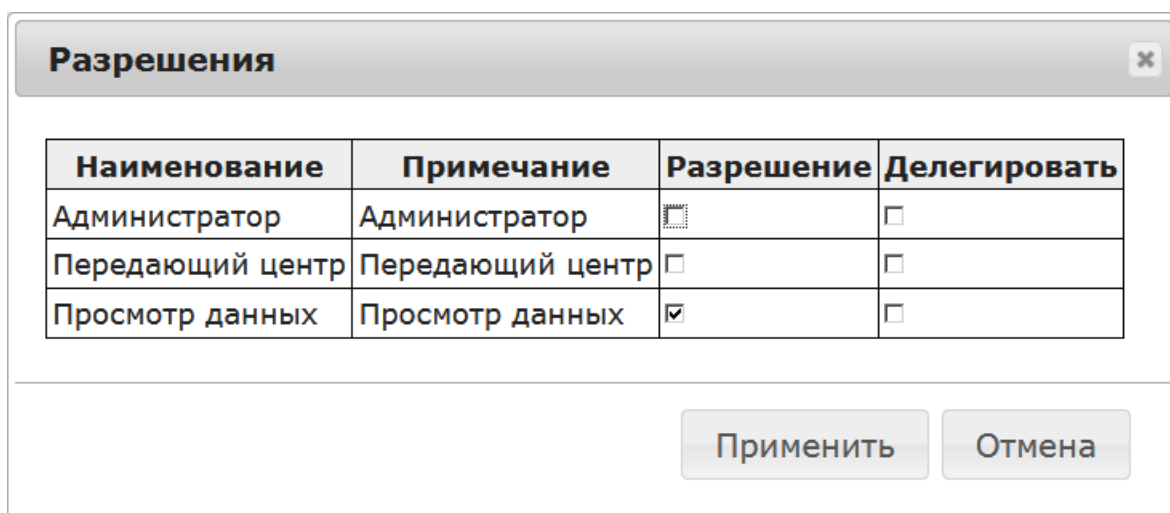 Разрешения
Наименование Примечание Разрешение Делегировать
Администратор Администратор
Передающий центр Передающий центр
Просмотр данных Просмотр данных
Применить Отмена